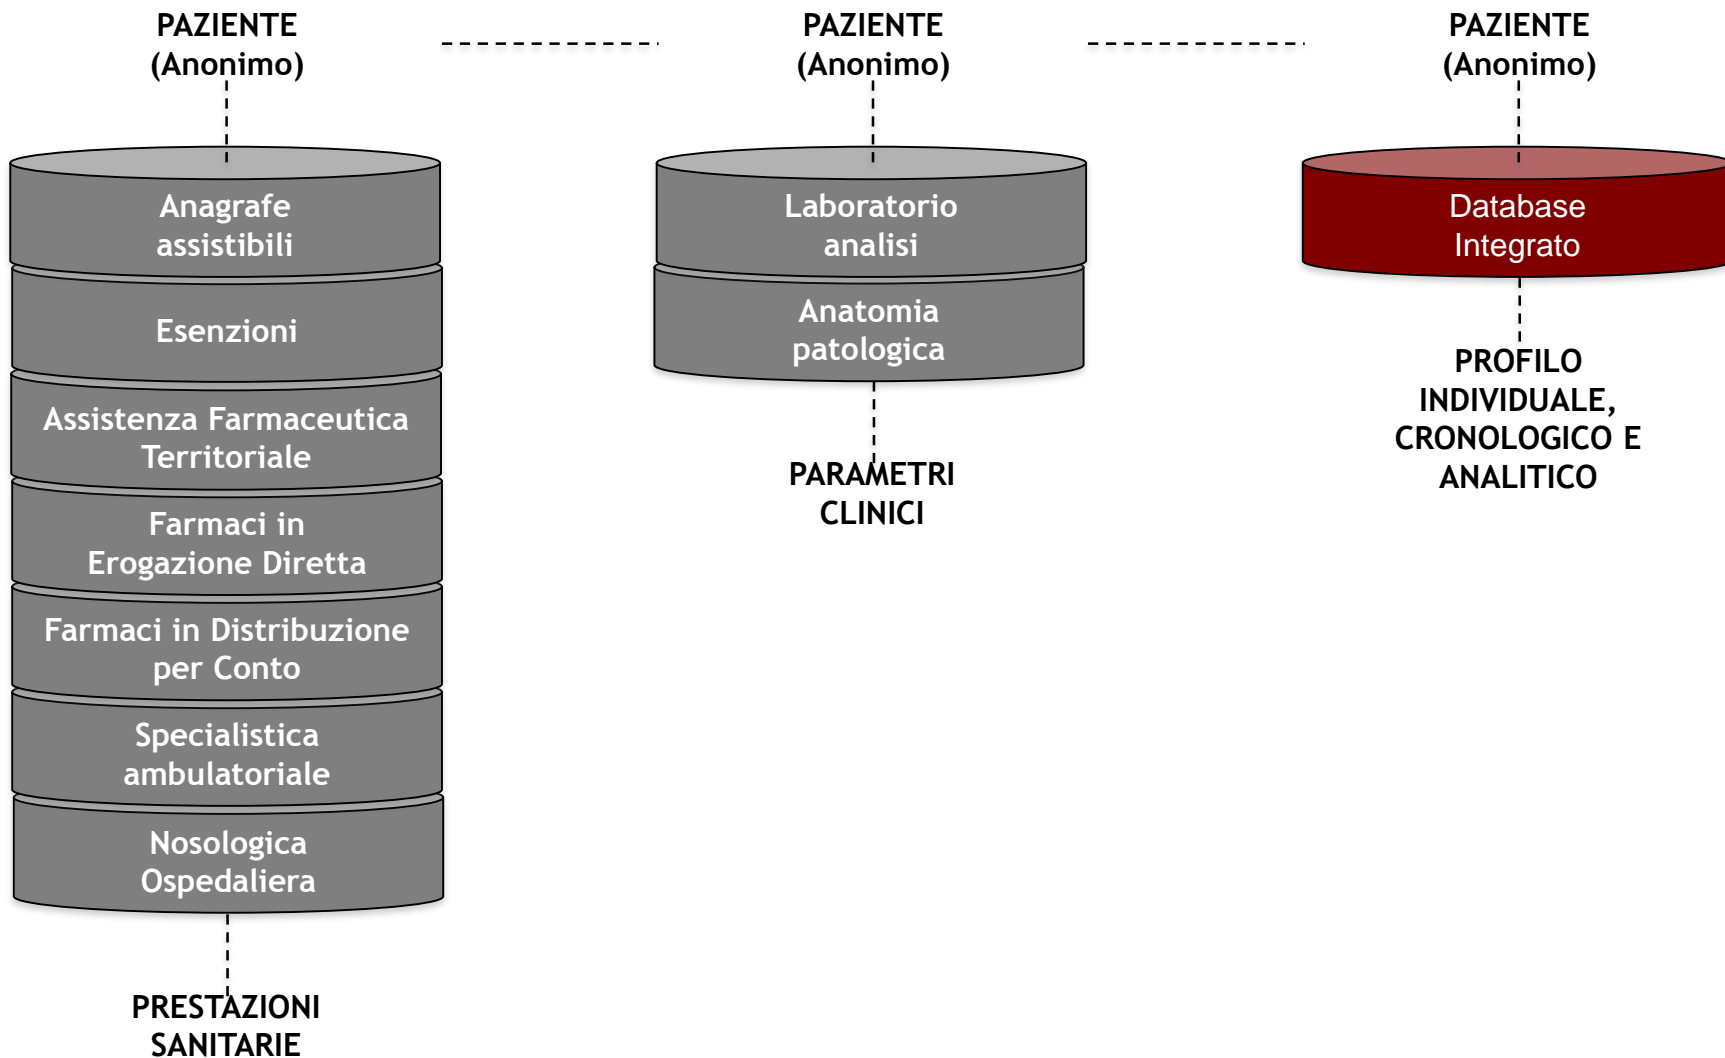 PAZIENTE
(Anonimo)
Anagrafe
assistibili
Esenzioni
Assistenza Farmaceutica
Territoriale
Farmaci in
Erogazione Diretta
Farmaci in Distribuzione
per Conto
Specialistica
ambulatoriale
Nosologica
Ospedaliera
PRESTAZIONI
SANITARIE
PAZIENTE
(Anonimo)
Laboratorio
analisi
Anatomia
patologica
PARAMETRI
CLINICI
PAZIENTE
(Anonimo)
Database
Integrato
PROFILO
INDIVIDUALE,
CRONOLOGICO E
ANALITICO